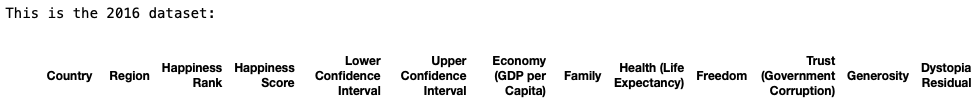 This is the 2016 dataset:
Country Region Happiness Rank Happiness Score Lower Confidence Interval Upper Confidence Interval Economy (GDP per Capita) Family Health (Life Expectancy) Freedom Trust (Government Corruption) Generosity Dystopia Residual